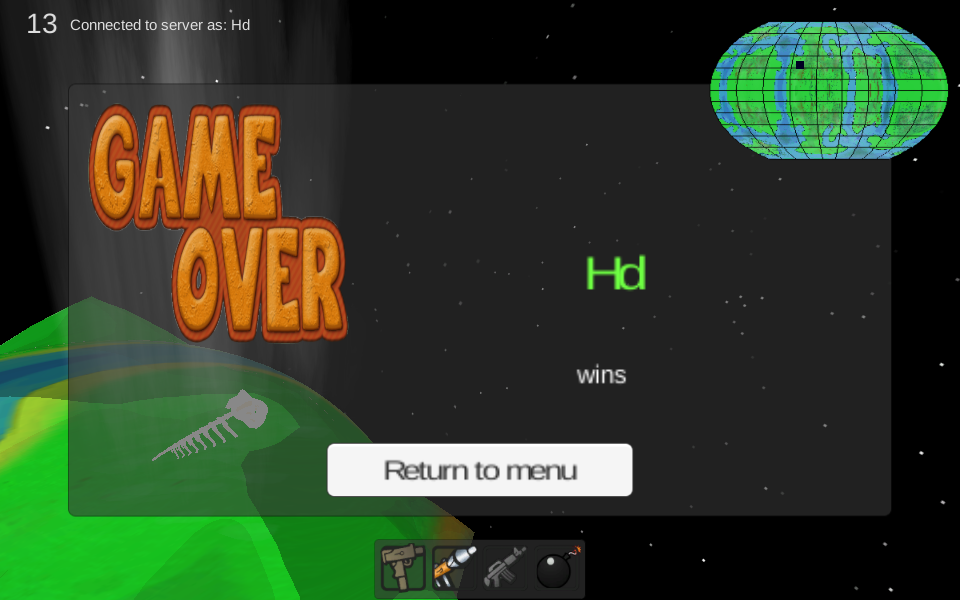 13 Connected to server as: Hd
GAME
OVER
Hd
wins
Return to menu